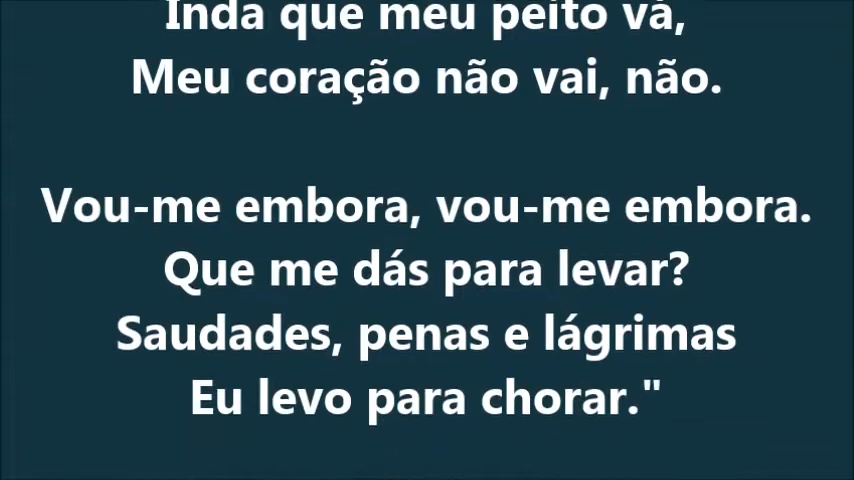 Inda que meu peito vá,
Meu coração não vai, não.
Vou-me embora, vou-me embora.
Que me dás para levar?
Saudades, penas e lágrimas
Eu levo para chorar."